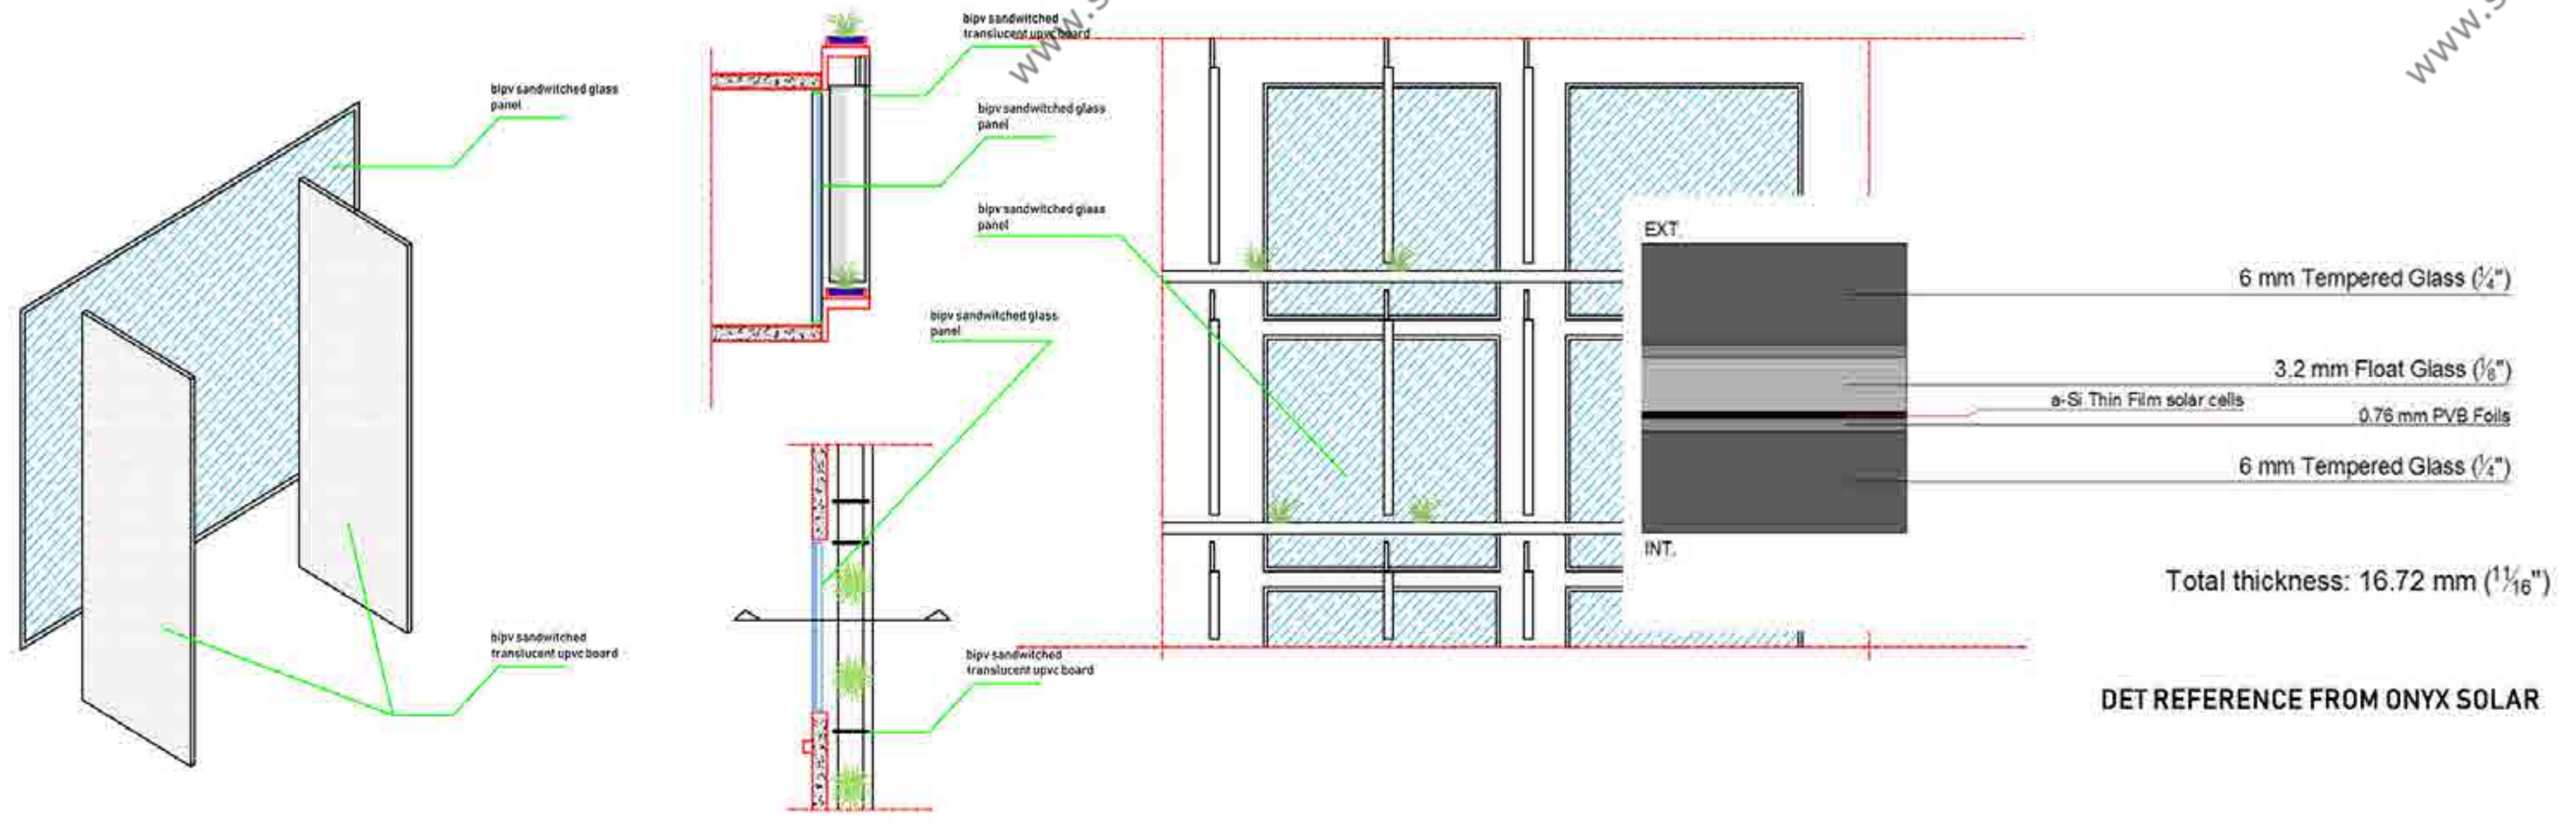 bipv sandwitched glass
panel
bipv sandwitched
translucent upvc board
bipv sandwitched
translucent upvc board
bipv sandwitched glass
panel
bipv sandwitched glass
panel
bipv sandwitched glass
panel
bipv sandwitched
translucent upvc board
www.s
www.s
EXT.
6 mm Tempered Glass (¼")
3.2 mm Float Glass (⅛")
a-Si Thin Film solar cells
0.76 mm PVB Foils
6 mm Tempered Glass (¼")
INT.
Total thickness: 16.72 mm (11/16")
DET REFERENCE FROM ONYX SOLAR